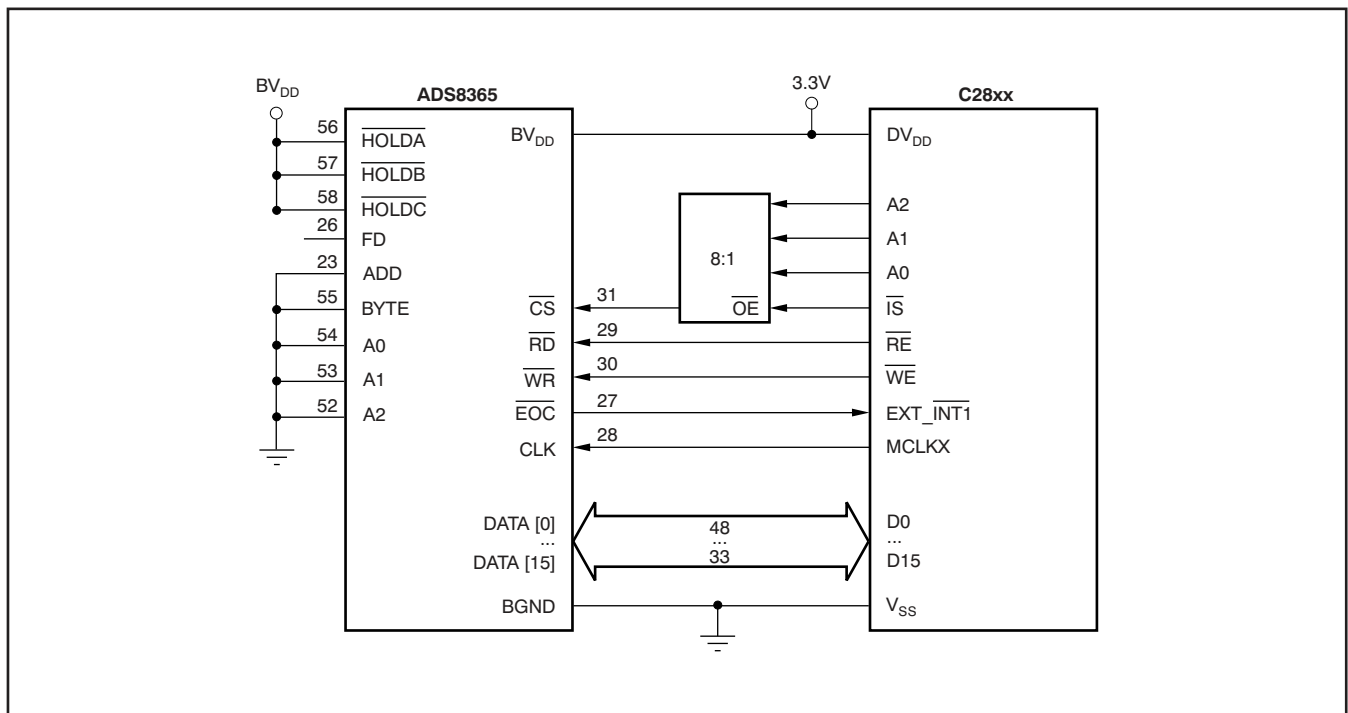 BVDD
ADS8365
3.3V
C28xx
56
HOLDA
BVDD
DVDD
57
HOLDB
58
HOLDC
A2
26
FD
A1
23
ADD
8:1
A0
55
BYTE
31
CS
OE
IS
54
A0
29
RD
RE
53
A1
30
WR
WE
52
A2
27
EOC
EXT_INT1
28
CLK
MCLKX
DATA [0]
48
D0
...
...
...
DATA [15]
33
D15
BGND
VSS